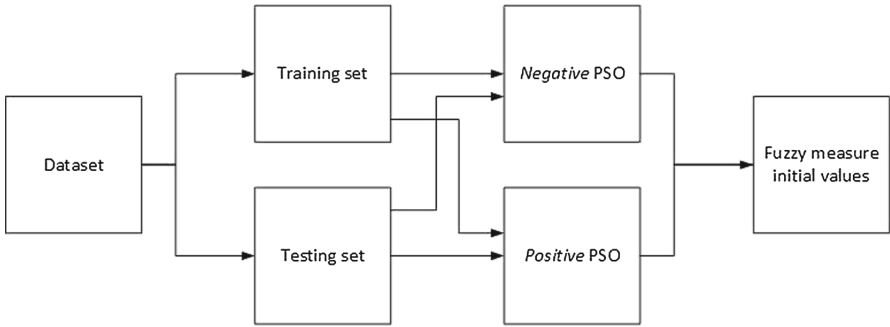 Dataset
Training set
Testing set
Negative PSO
Positive PSO
Fuzzy measure
initial values